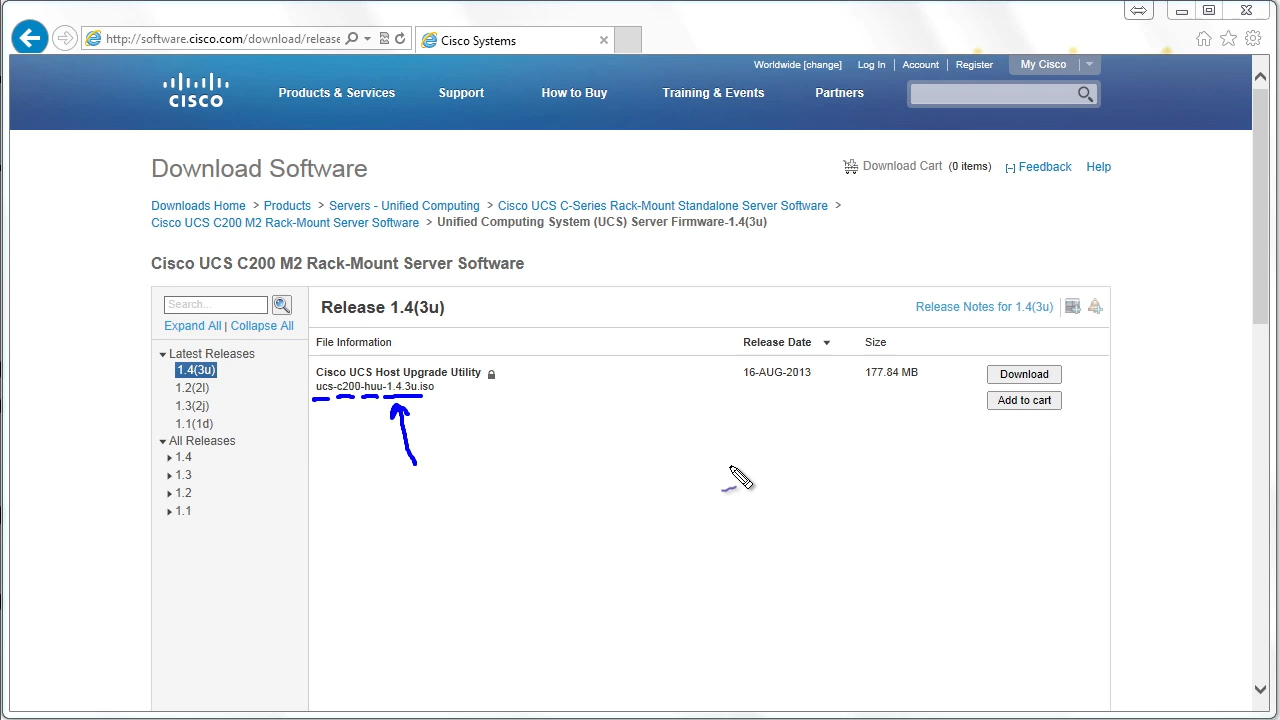 http://software.cisco.com/download/release
Cisco Systems
Worldwide [change] Log In Account Register My Cisco
CISCO
Products & Services Support How to Buy Training & Events Partners
Download Software
Download Cart (0 items) [–] Feedback Help
Downloads Home > Products > Servers - Unified Computing > Cisco UCS C-Series Rack-Mount Standalone Server Software >
Cisco UCS C200 M2 Rack-Mount Server Software > Unified Computing System (UCS) Server Firmware-1.4(3u)
Cisco UCS C200 M2 Rack-Mount Server Software
Search...
Expand All | Collapse All
Latest Releases
1.4(3u)
1.2(2l)
1.3(2j)
1.1(1d)
All Releases
1.4
1.3
1.2
1.1
Release 1.4(3u) Release Notes for 1.4(3u)
File Information Release Date Size
Cisco UCS Host Upgrade Utility 16-AUG-2013 177.84 MB Download
ucs-c200-huu-1.4.3u.iso
Add to cart